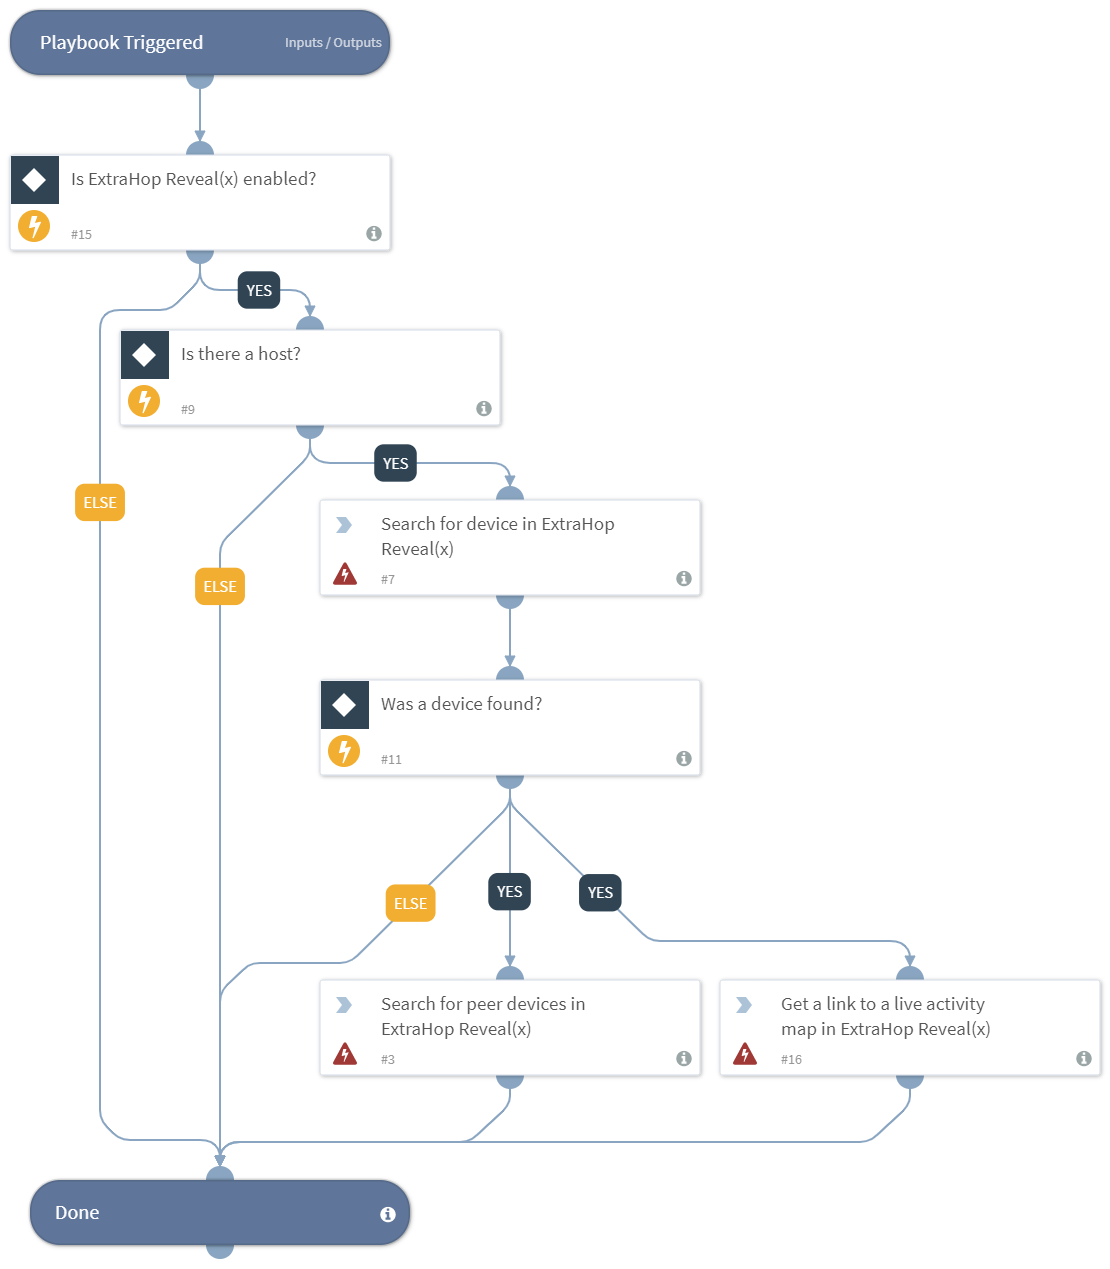 Playbook Triggered
Inputs / Outputs
Is ExtraHop Reveal(x) enabled?
#15
YES
Is there a host?
#9
YES
ELSE
Search for device in ExtraHop
Reveal(x)
#7
ELSE
Was a device found?
#11
ELSE
YES
YES
Search for peer devices in
ExtraHop Reveal(x)
#3
Get a link to a live activity
map in ExtraHop Reveal(x)
#16
Done